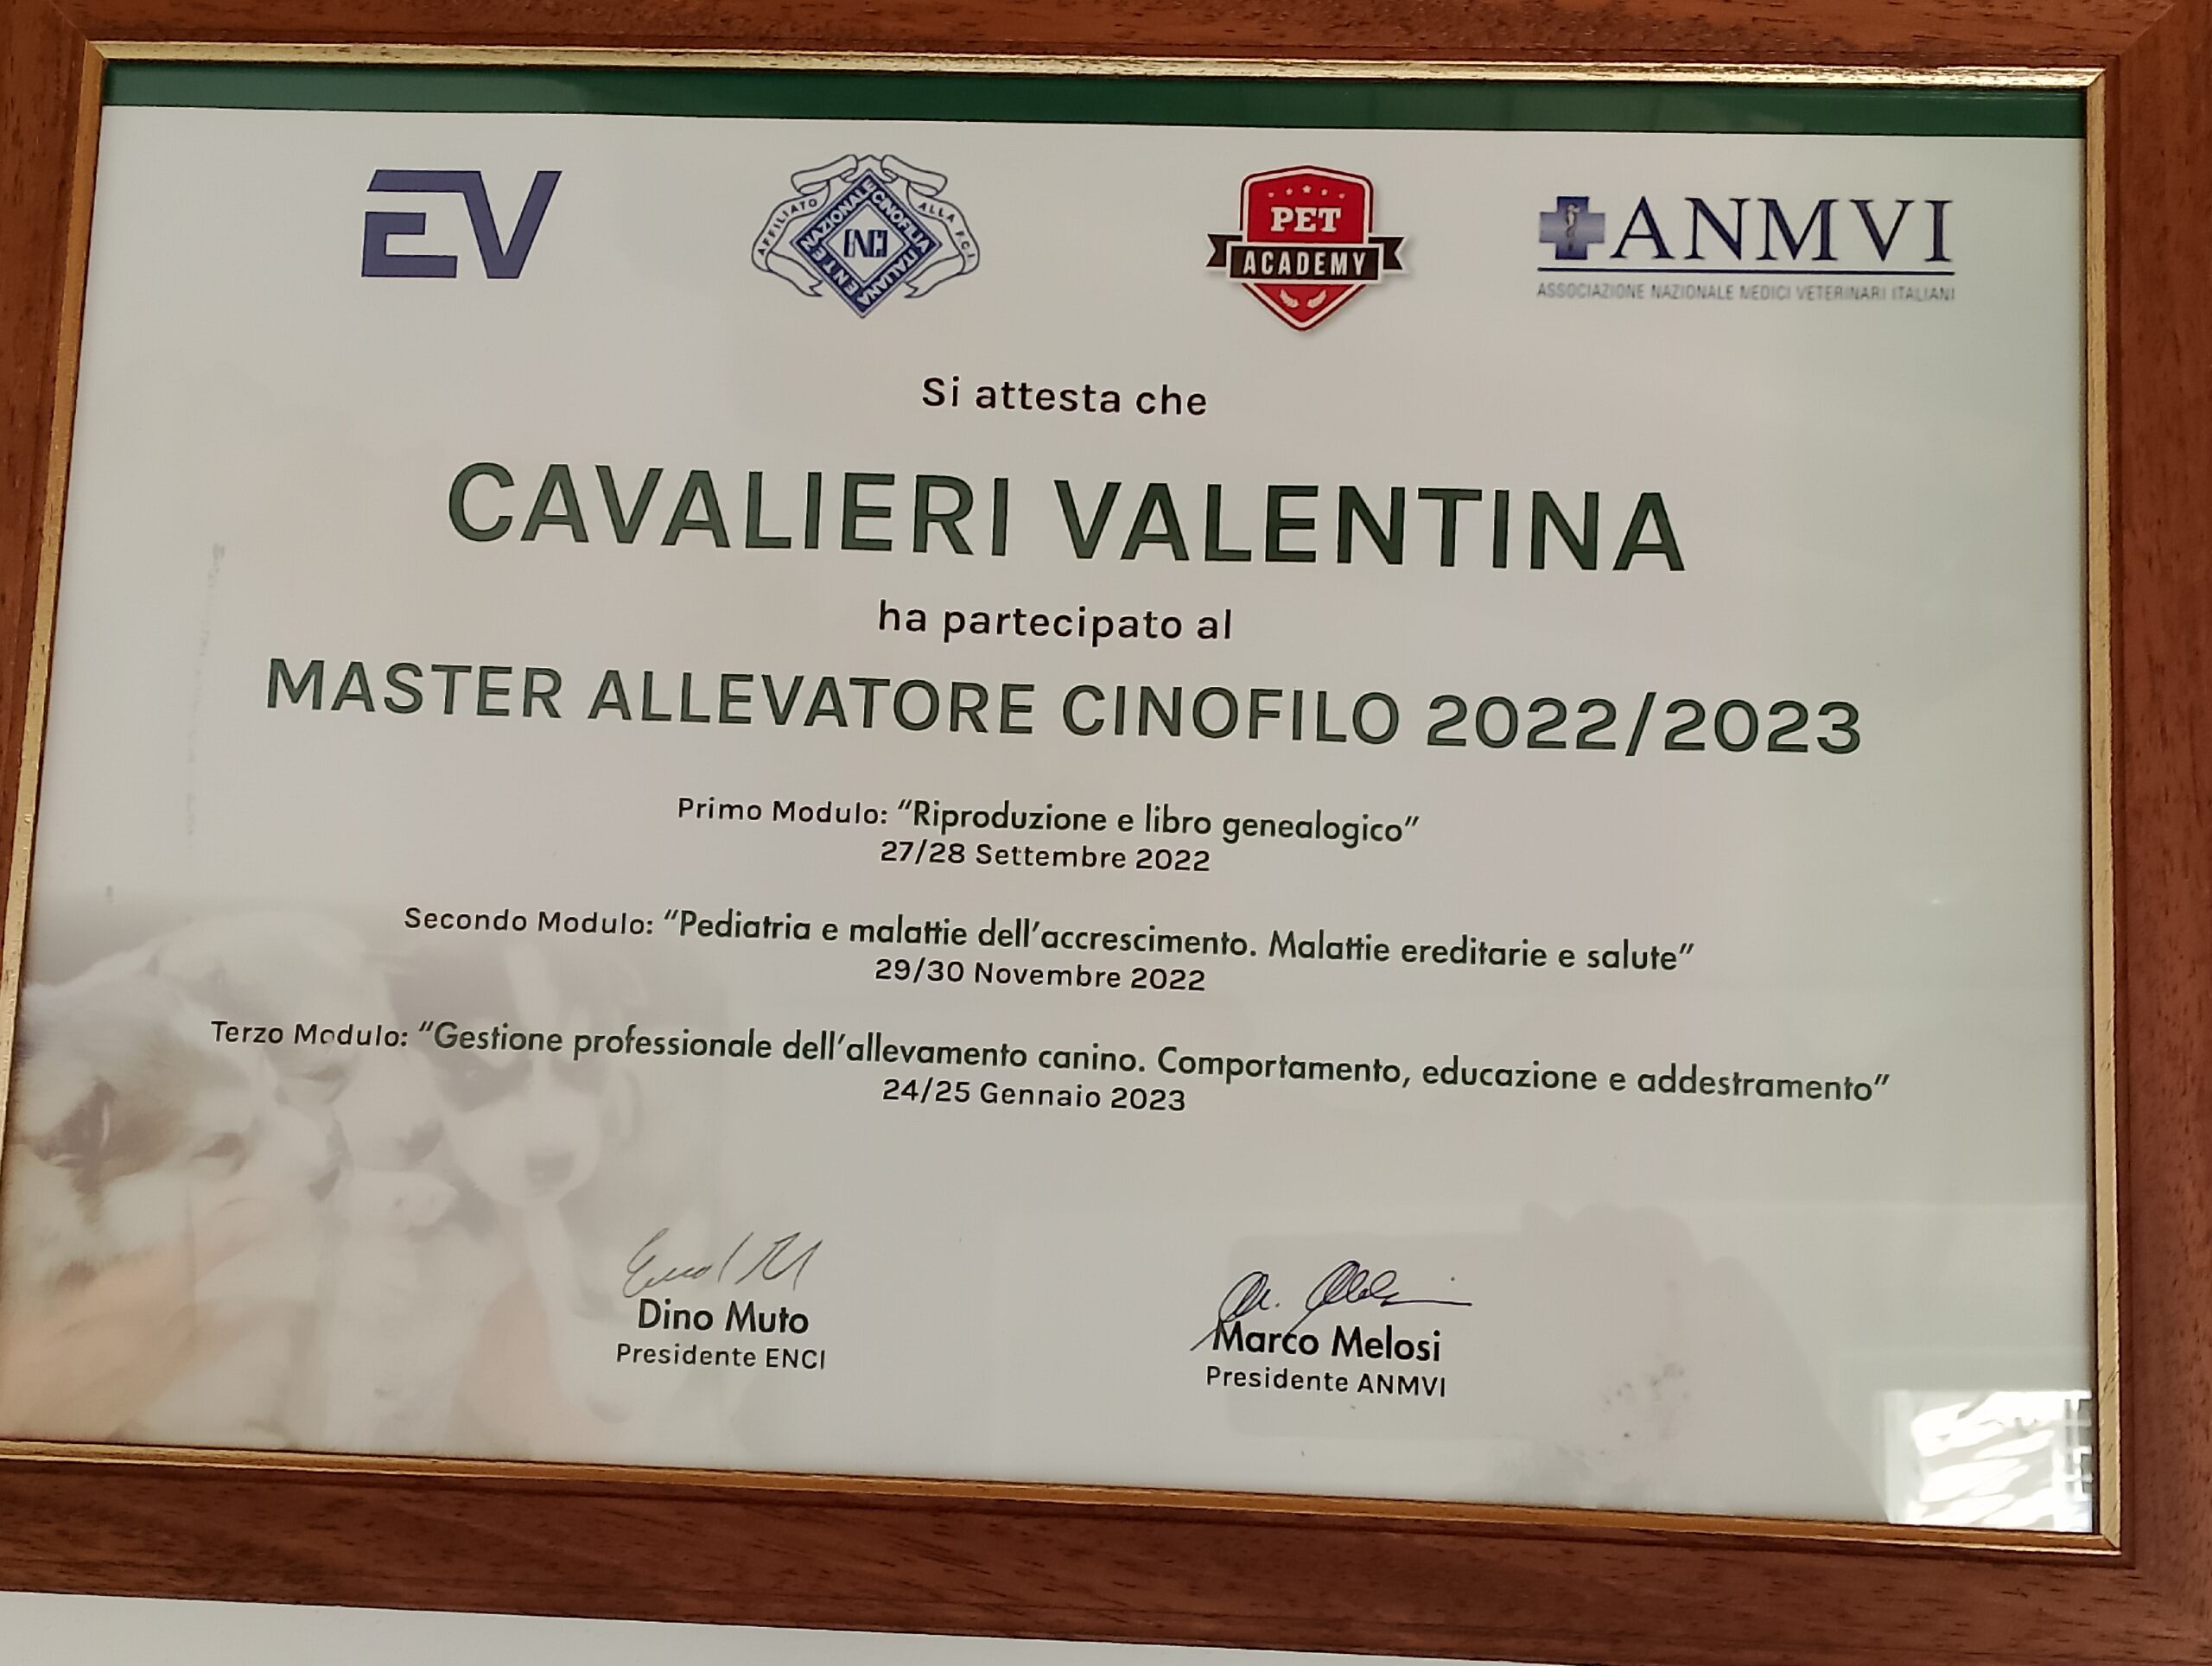 EV
AFFILIATO ALLA F.C.I.
ENTE NAZIONALE CINOFILIA ITALIANA
ENCI
PET
ACADEMY
ANMVI
ASSOCIAZIONE NAZIONALE MEDICI VETERINARI ITALIANI
Si attesta che
CAVALIERI VALENTINA
ha partecipato al
MASTER ALLEVATORE CINOFILO 2022/2023
Primo Modulo: “Riproduzione e libro genealogico”
27/28 Settembre 2022
Secondo Modulo: “Pediatria e malattie dell’accrescimento. Malattie ereditarie e salute”
29/30 Novembre 2022
Terzo Modulo: “Gestione professionale dell’allevamento canino. Comportamento, educazione e addestramento”
24/25 Gennaio 2023
Dino Muto
Presidente ENCI
Marco Melosi
Presidente ANMVI